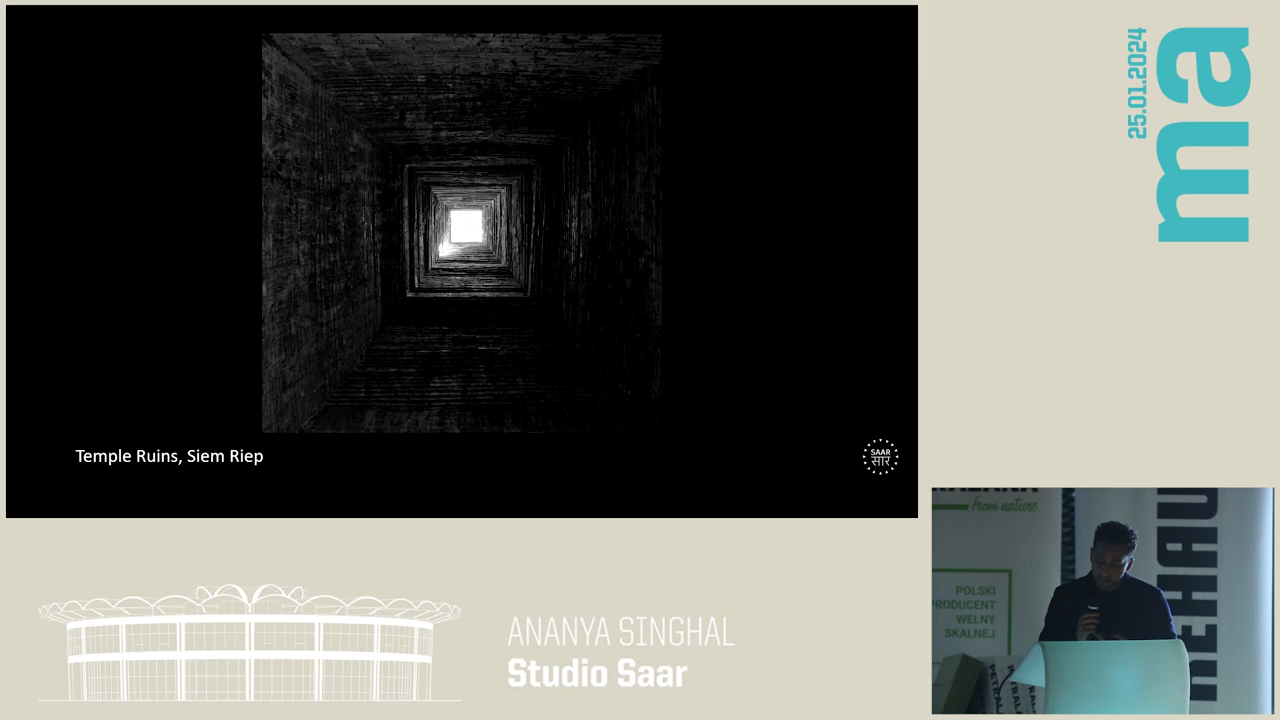 Temple Ruins, Siem Riep
SAAR
सार
25.01.2024
ma
ANANYA SINGHAL
Studio Saar
from nature
POLSKI
PRODUCENT
WEŁNY
SKALNEJ
REHAU